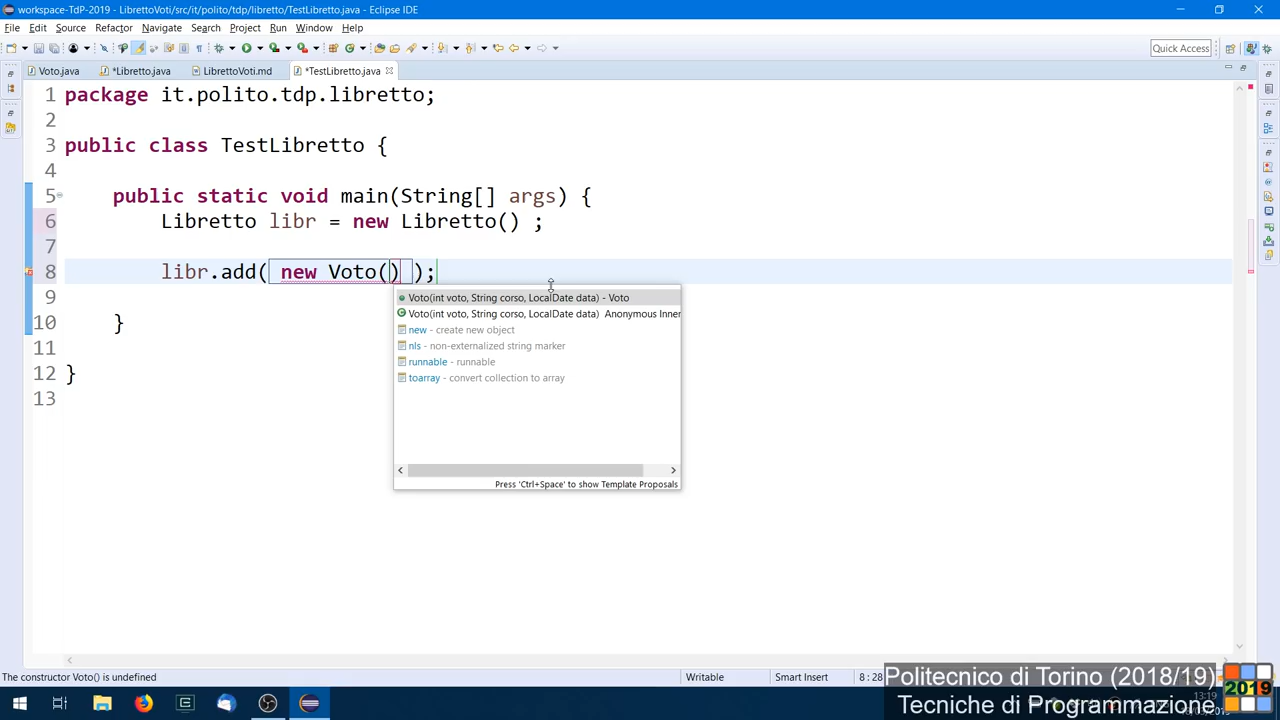 workspace-TdP-2019 - LibrettoVoti/src/it/polito/tdp/libretto/TestLibretto.java - Eclipse IDE
File Edit Source Refactor Navigate Search Project Run Window Help
Quick Access
Voto.java *Libretto.java LibrettoVoti.md *TestLibretto.java
1 package it.polito.tdp.libretto;
2
3 public class TestLibretto {
4
5 public static void main(String[] args) {
6 Libretto libr = new Libretto() ;
7
8 libr.add( new Voto() );
9
10 }
11
12 }
13
Voto(int voto, String corso, LocalDate data) - Voto
Voto(int voto, String corso, LocalDate data) Anonymous Inner
new - create new object
nls - non-externalized string marker
runnable - runnable
toarray - convert collection to array
Press 'Ctrl+Space' to show Template Proposals
The constructor Voto() is undefined
Writable
Smart Insert
8 : 28
Politecnico di Torino (2018/19)
Tecniche di Programmazione
2019
13:19